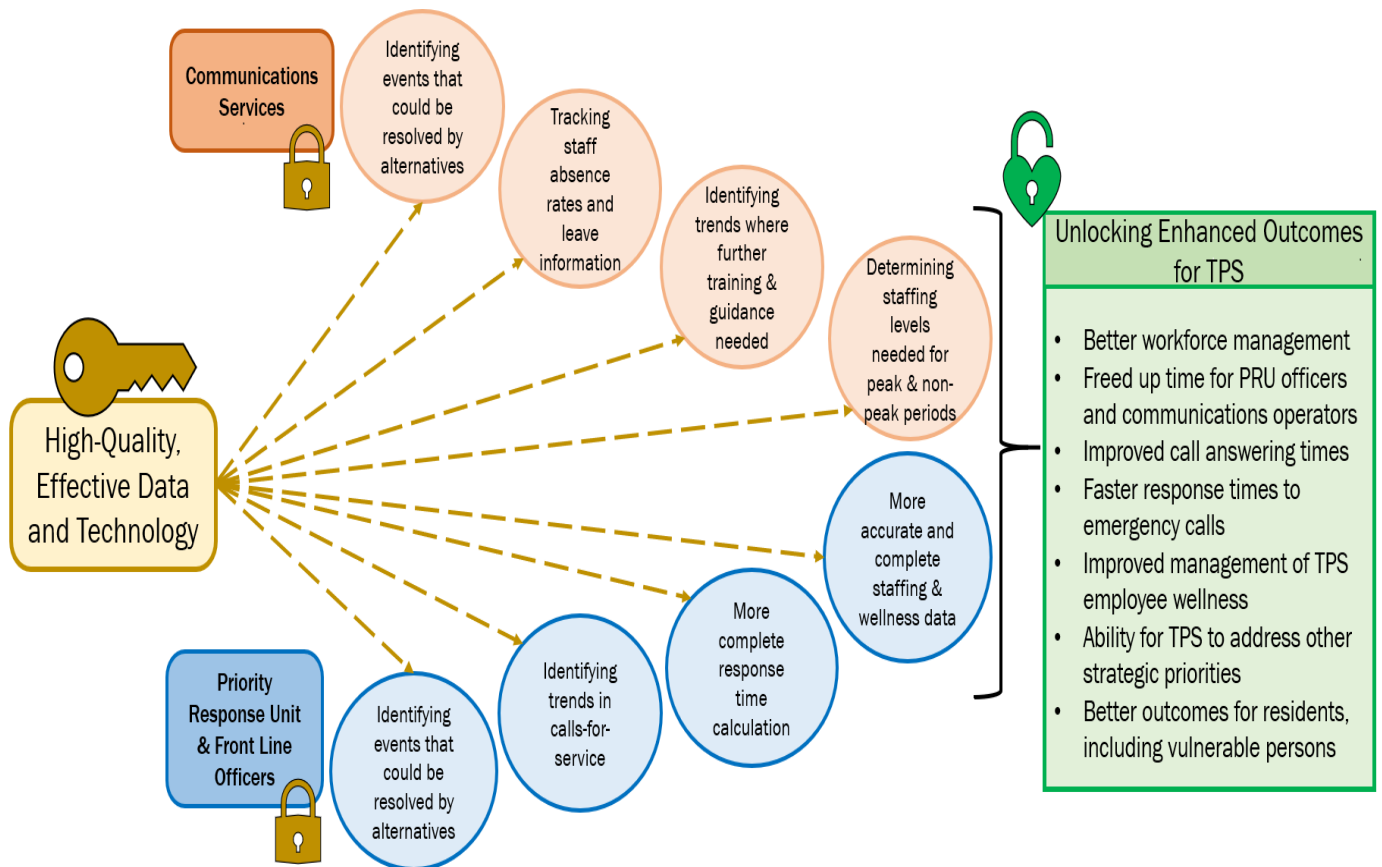 Communications
Services
Identifying
events that
could be
resolved by
alternatives
Tracking
staff
absence
rates and
leave
information
Identifying
trends where
further
training &
guidance
needed
Determining
staffing
levels
needed for
peak & non-
peak periods
High-Quality,
Effective Data
and Technology
More
accurate and
complete
staffing &
wellness data
More
complete
response
time
calculation
Identifying
trends in
calls-for-
service
Priority
Response Unit
& Front Line
Officers
Identifying
events that
could be
resolved by
alternatives
Unlocking Enhanced Outcomes
for TPS
• Better workforce management
• Freed up time for PRU officers
and communications operators
• Improved call answering times
• Faster response times to
emergency calls
• Improved management of TPS
employee wellness
• Ability for TPS to address other
strategic priorities
• Better outcomes for residents,
including vulnerable persons